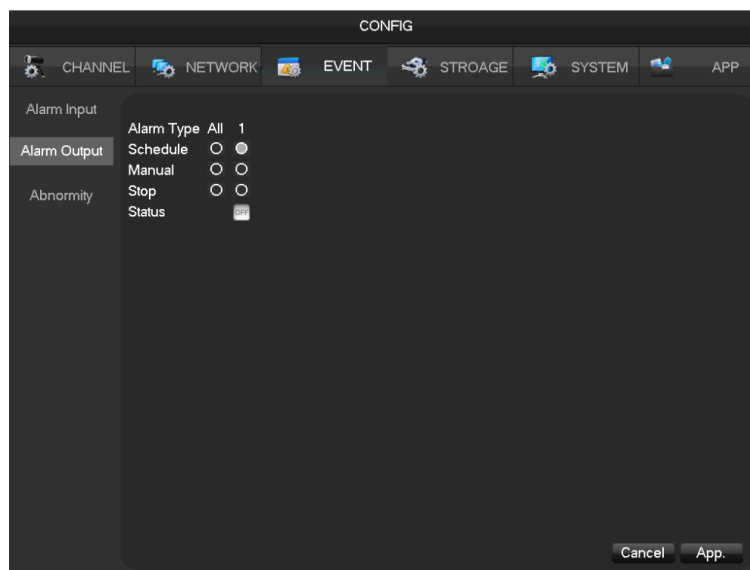 CONFIG
CHANNEL NETWORK EVENT STROAGE SYSTEM APP
Alarm Input
Alarm Output
Abnormity
Alarm Type All 1
Schedule
Manual
Stop
Status OFF
Cancel App.